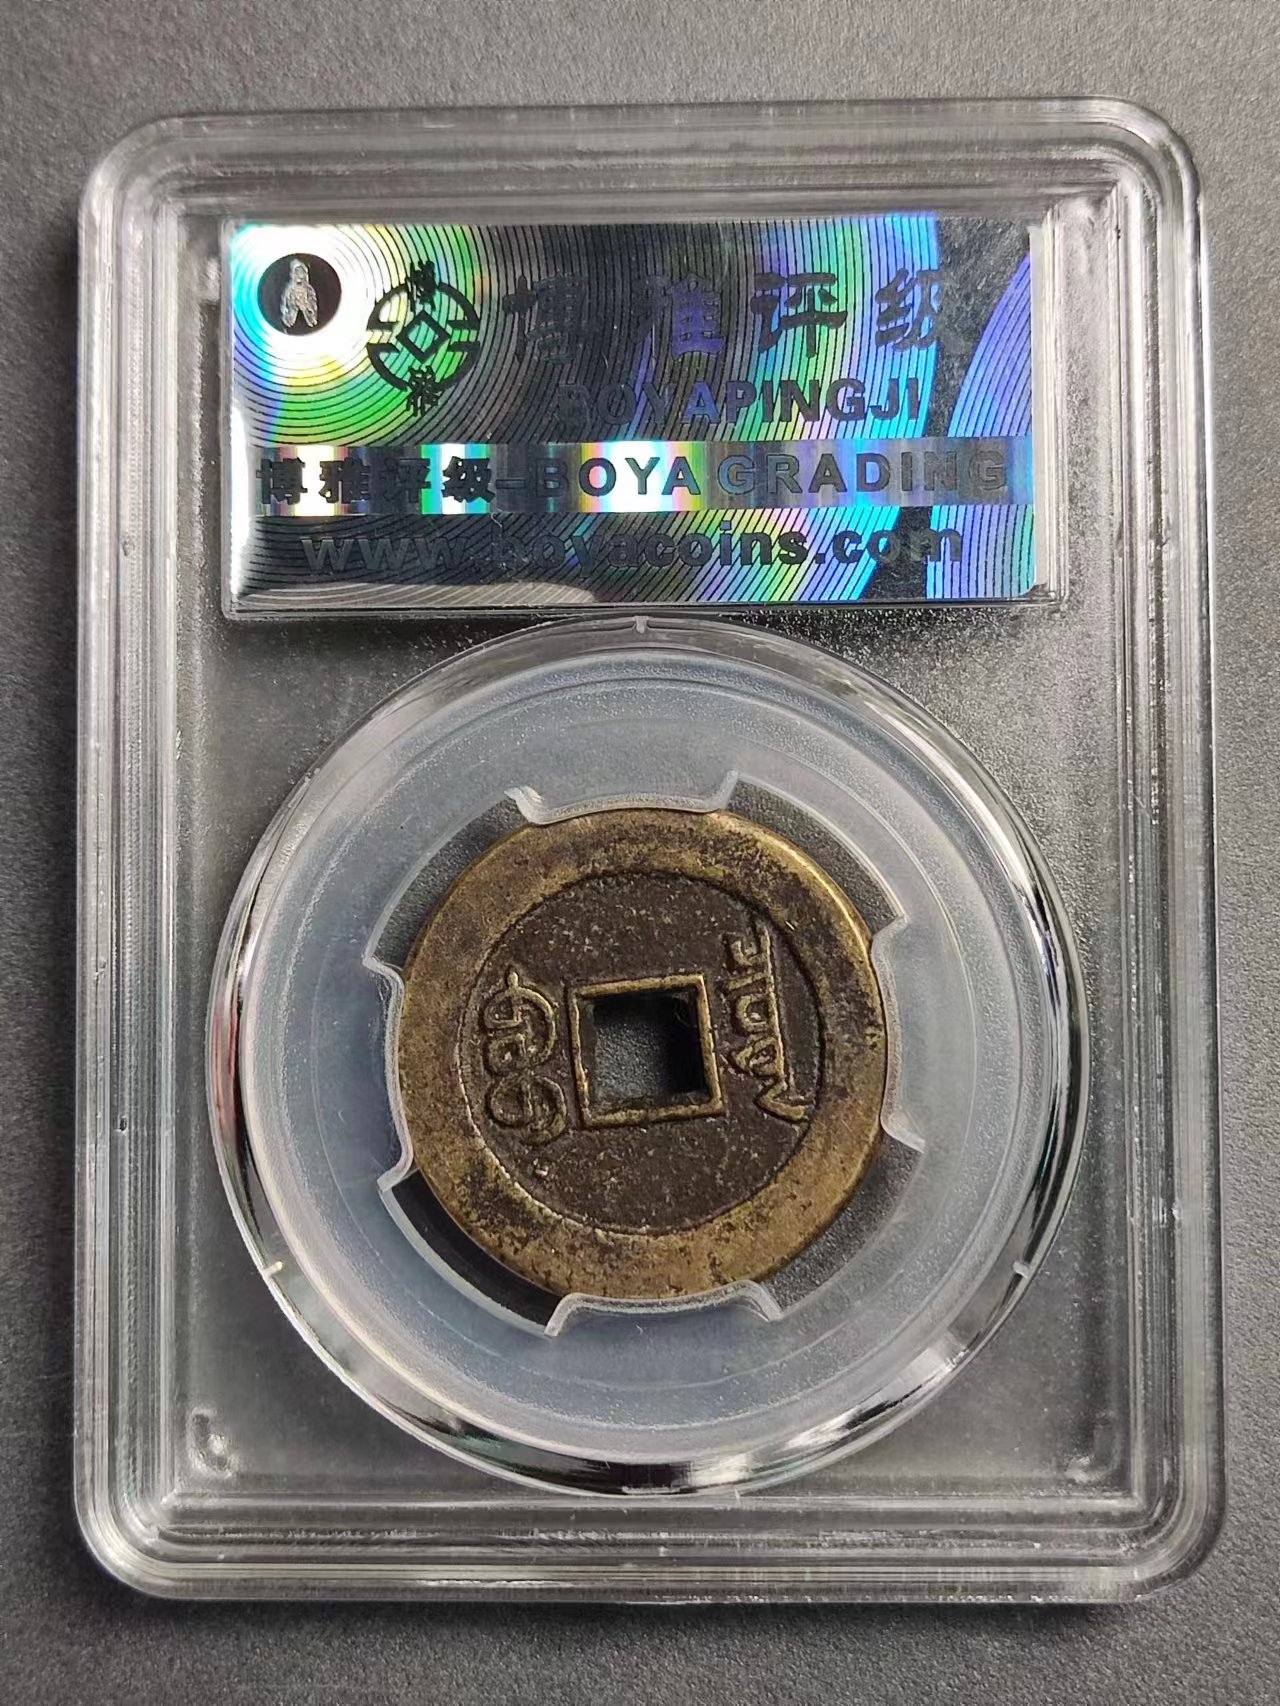 博雅评级
BOYAPINGJI
博雅评级-BOYA GRADING
www.boyacoins.com